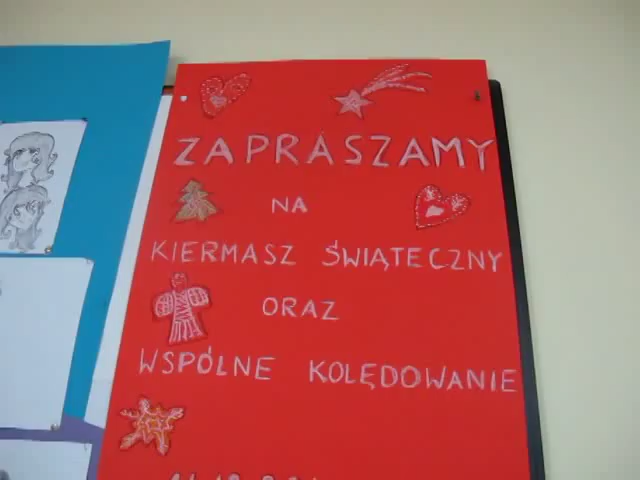 ZAPRASZAMY
NA
KIERMASZ ŚWIĄTECZNY
ORAZ
WSPÓLNE KOLĘDOWANIE